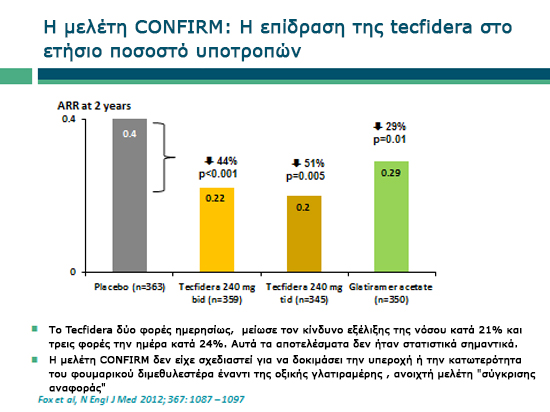 Η μελέτη CONFIRM: Η επίδραση της tecfidera στο
ετήσιο ποσοστό υποτροπών
ARR at 2 years
0.4
0.4
44%
p<0.001
0.22
51%
p=0.005
0.2
29%
p=0.01
0.29
0
Placebo (n=363)
Tecfidera 240 mg
bid (n=359)
Tecfidera 240 mg
tid (n=345)
Glatiramer acetate
(n=350)
Το Tecfidera δύο φορές ημερησίως, μείωσε τον κίνδυνο εξέλιξης της νόσου κατά 21% και
τρεις φορές την ημέρα κατά 24%. Αυτά τα αποτελέσματα δεν ήταν στατιστικά σημαντικά.
Η μελέτη CONFIRM δεν είχε σχεδιαστεί για να δοκιμάσει την υπεροχή ή την κατωτερότητα
του φουμαρικού διμεθυλεστέρα έναντι της οξικής γλατιραμέρης , ανοιχτή μελέτη "σύγκρισης
αναφοράς"
Fox et al, N Engl J Med 2012; 367: 1087 – 1097